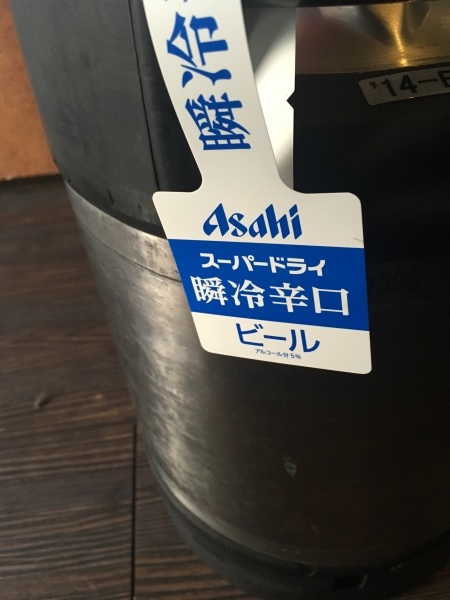 瞬冷
'14-
Asahi
スーパードライ
瞬冷辛口
ビール
アルコール分5%